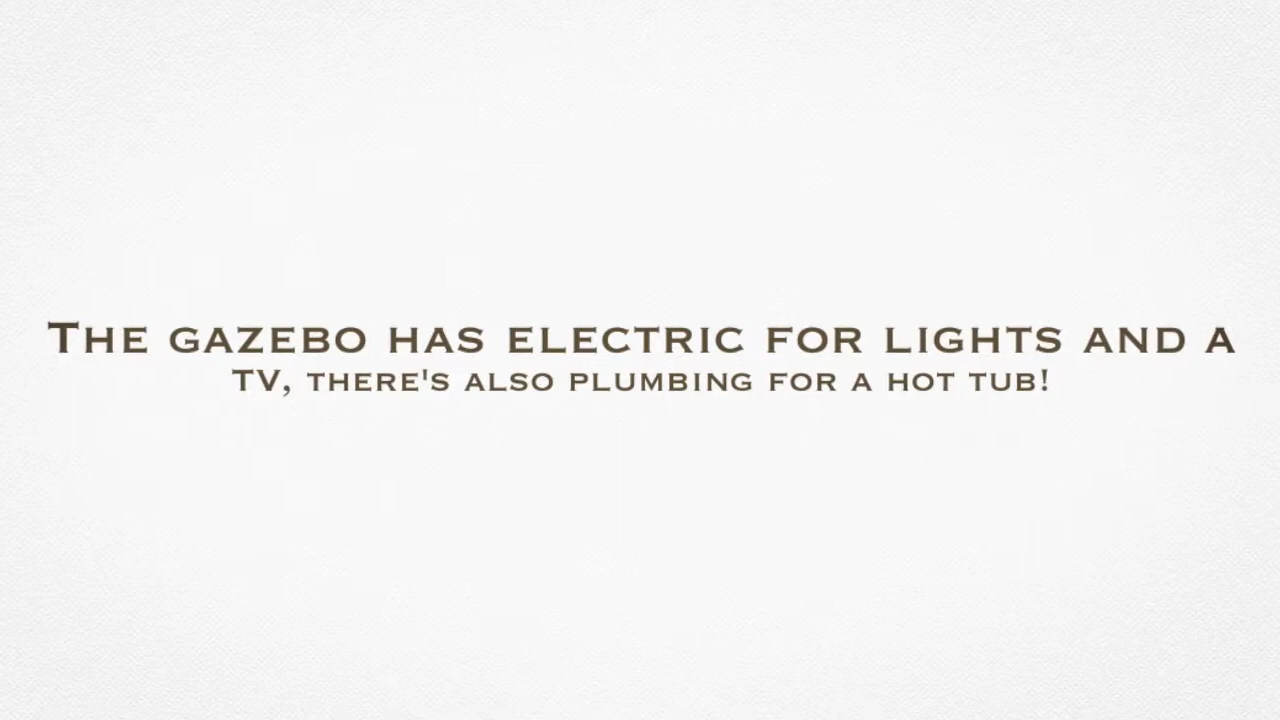 The gazebo has electric for lights and a
TV, there's also plumbing for a hot tub!